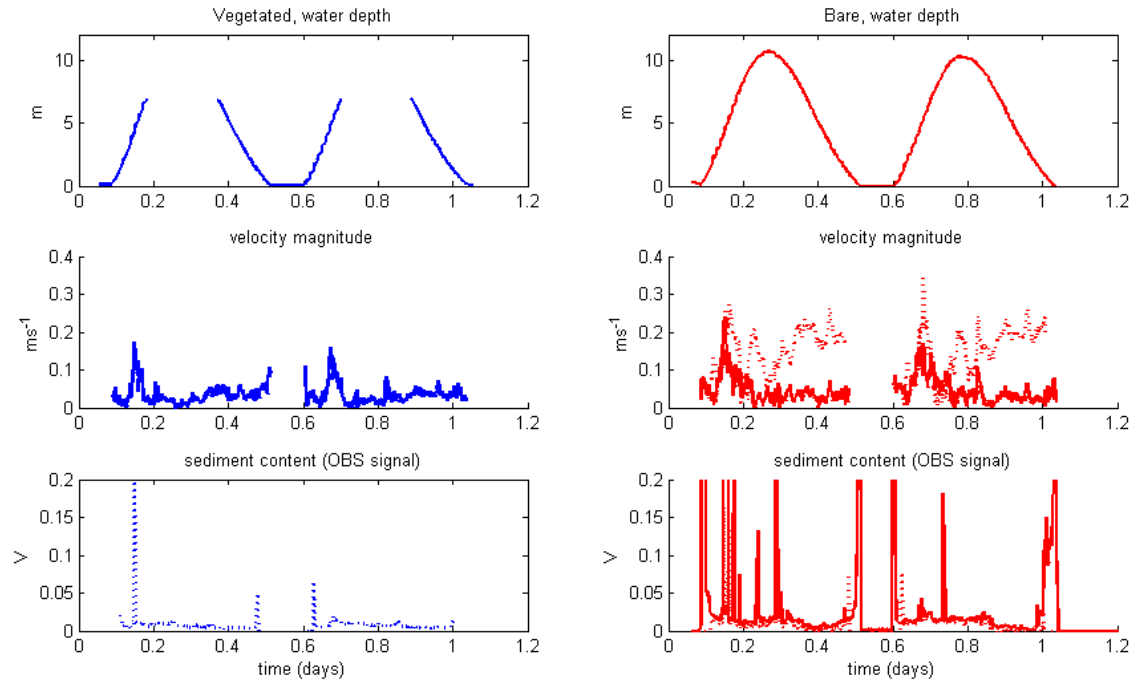 Vegetated, water depth
10
5
0
m
0 0.2 0.4 0.6 0.8 1 1.2
Bare, water depth
10
5
0
m
0 0.2 0.4 0.6 0.8 1 1.2
velocity magnitude
0.4
0.3
0.2
0.1
0
ms-1
0 0.2 0.4 0.6 0.8 1 1.2
velocity magnitude
0.4
0.3
0.2
0.1
0
ms-1
0 0.2 0.4 0.6 0.8 1 1.2
sediment content (OBS signal)
0.2
0.15
0.1
0.05
0
V
0 0.2 0.4 0.6 0.8 1 1.2
time (days)
sediment content (OBS signal)
0.2
0.15
0.1
0.05
0
V
0 0.2 0.4 0.6 0.8 1 1.2
time (days)